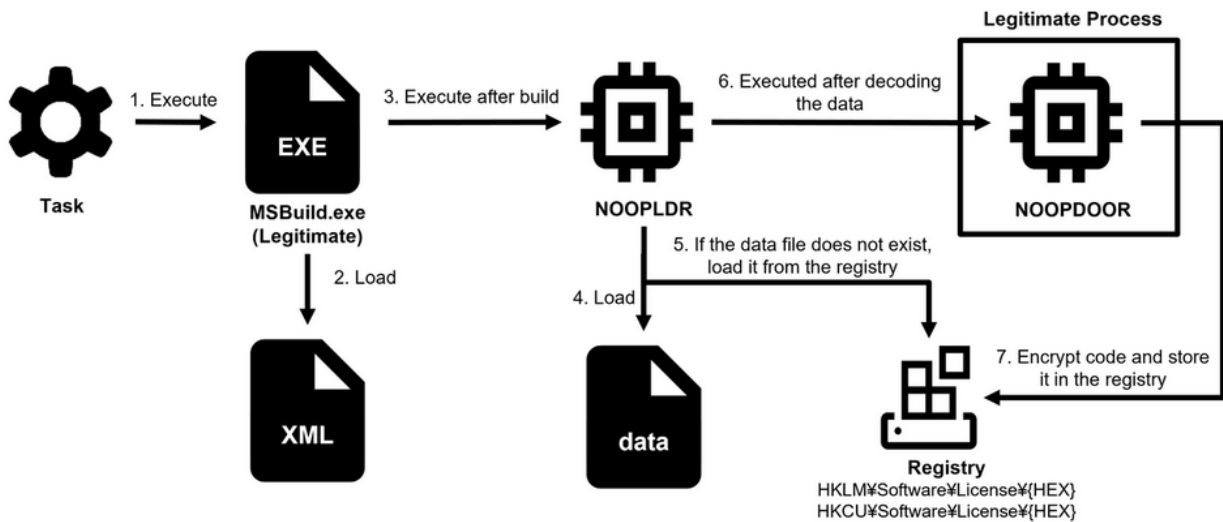 Legitimate Process
1. Execute
3. Execute after build
6. Executed after decoding
the data
EXE
Task
MSBuild.exe
(Legitimate)
NOOPLDR
NOOPDOOR
2. Load
5. If the data file does not exist,
load it from the registry
4. Load
7. Encrypt code and store
it in the registry
XML
data
Registry
HKLM¥Software¥License¥{HEX}
HKCU¥Software¥License¥{HEX}